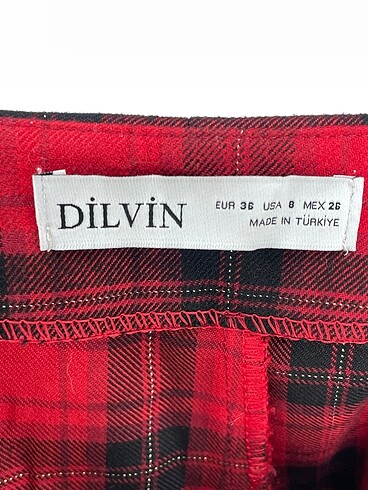 DİLVİN
EUR 36 USA 8 MEX 26
MADE IN TÜRKİYE